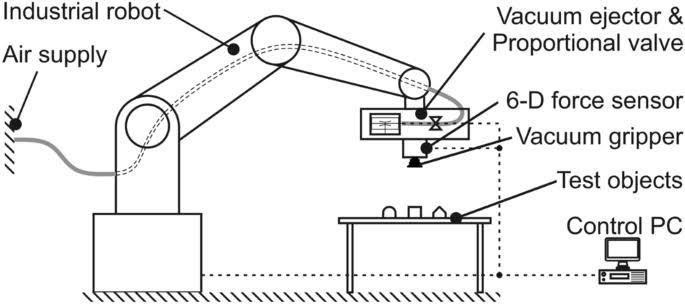 Industrial robot
Air supply
Vacuum ejector &
Proportional valve
6-D force sensor
Vacuum gripper
Test objects
Control PC